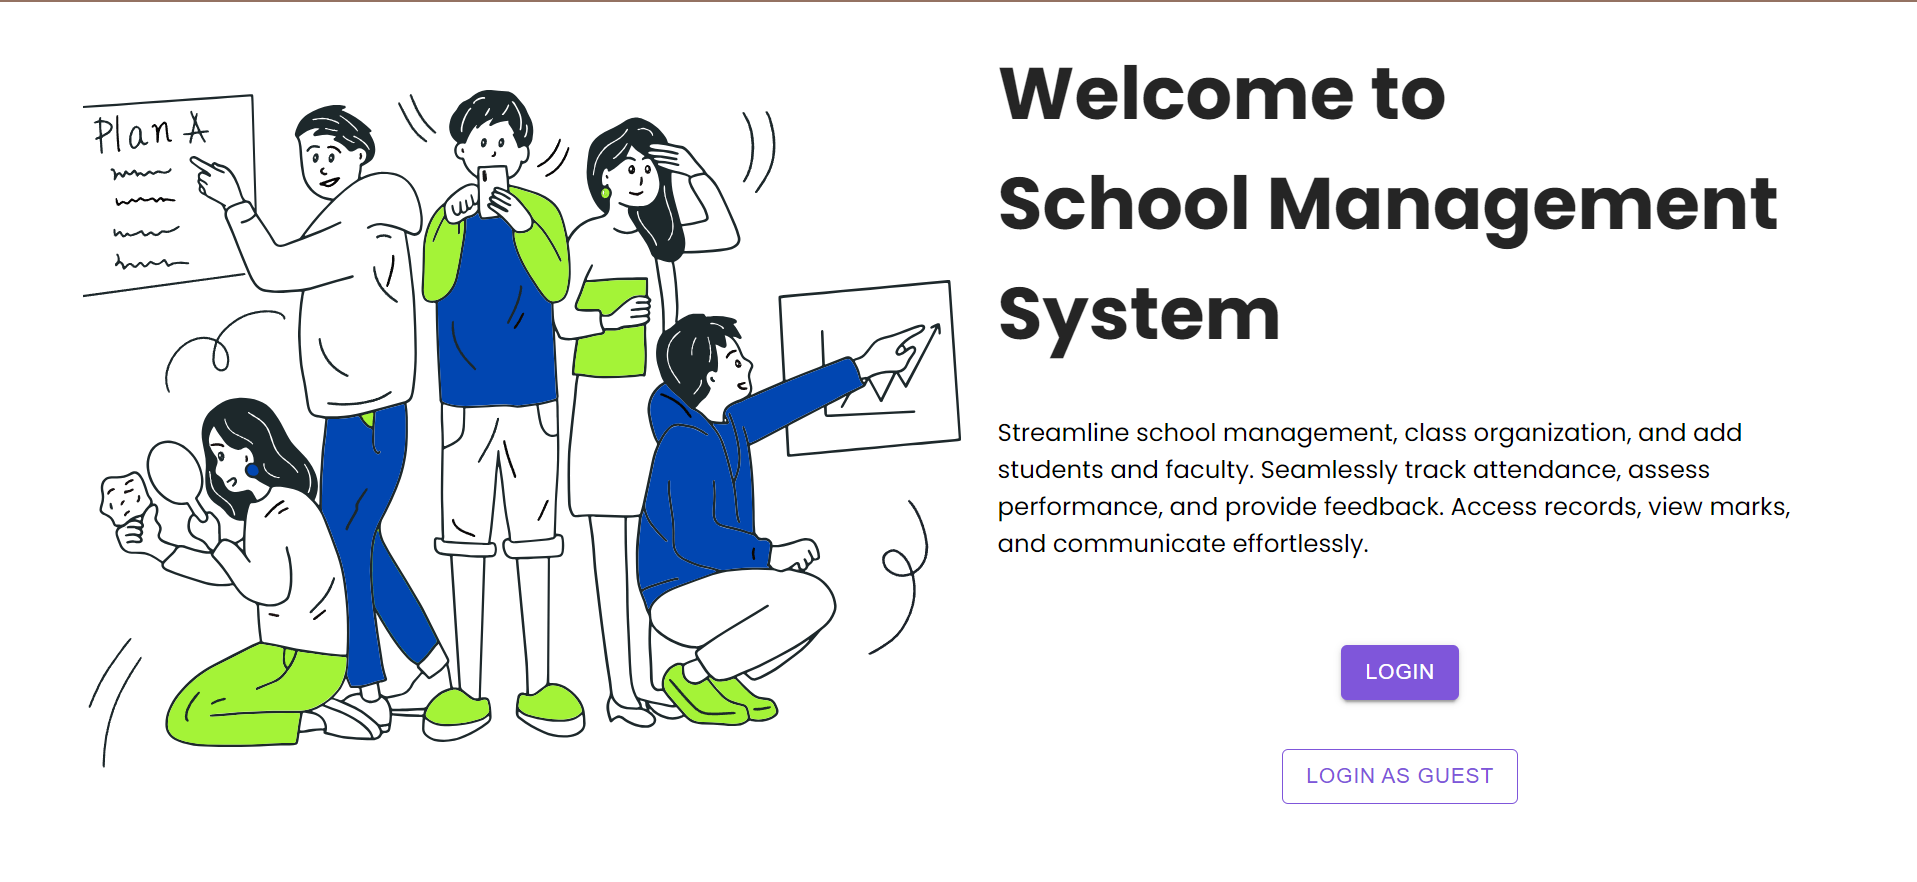 Plan A
Welcome to
School Management
System
Streamline school management, class organization, and add
students and faculty. Seamlessly track attendance, assess
performance, and provide feedback. Access records, view marks,
and communicate effortlessly.
LOGIN
LOGIN AS GUEST